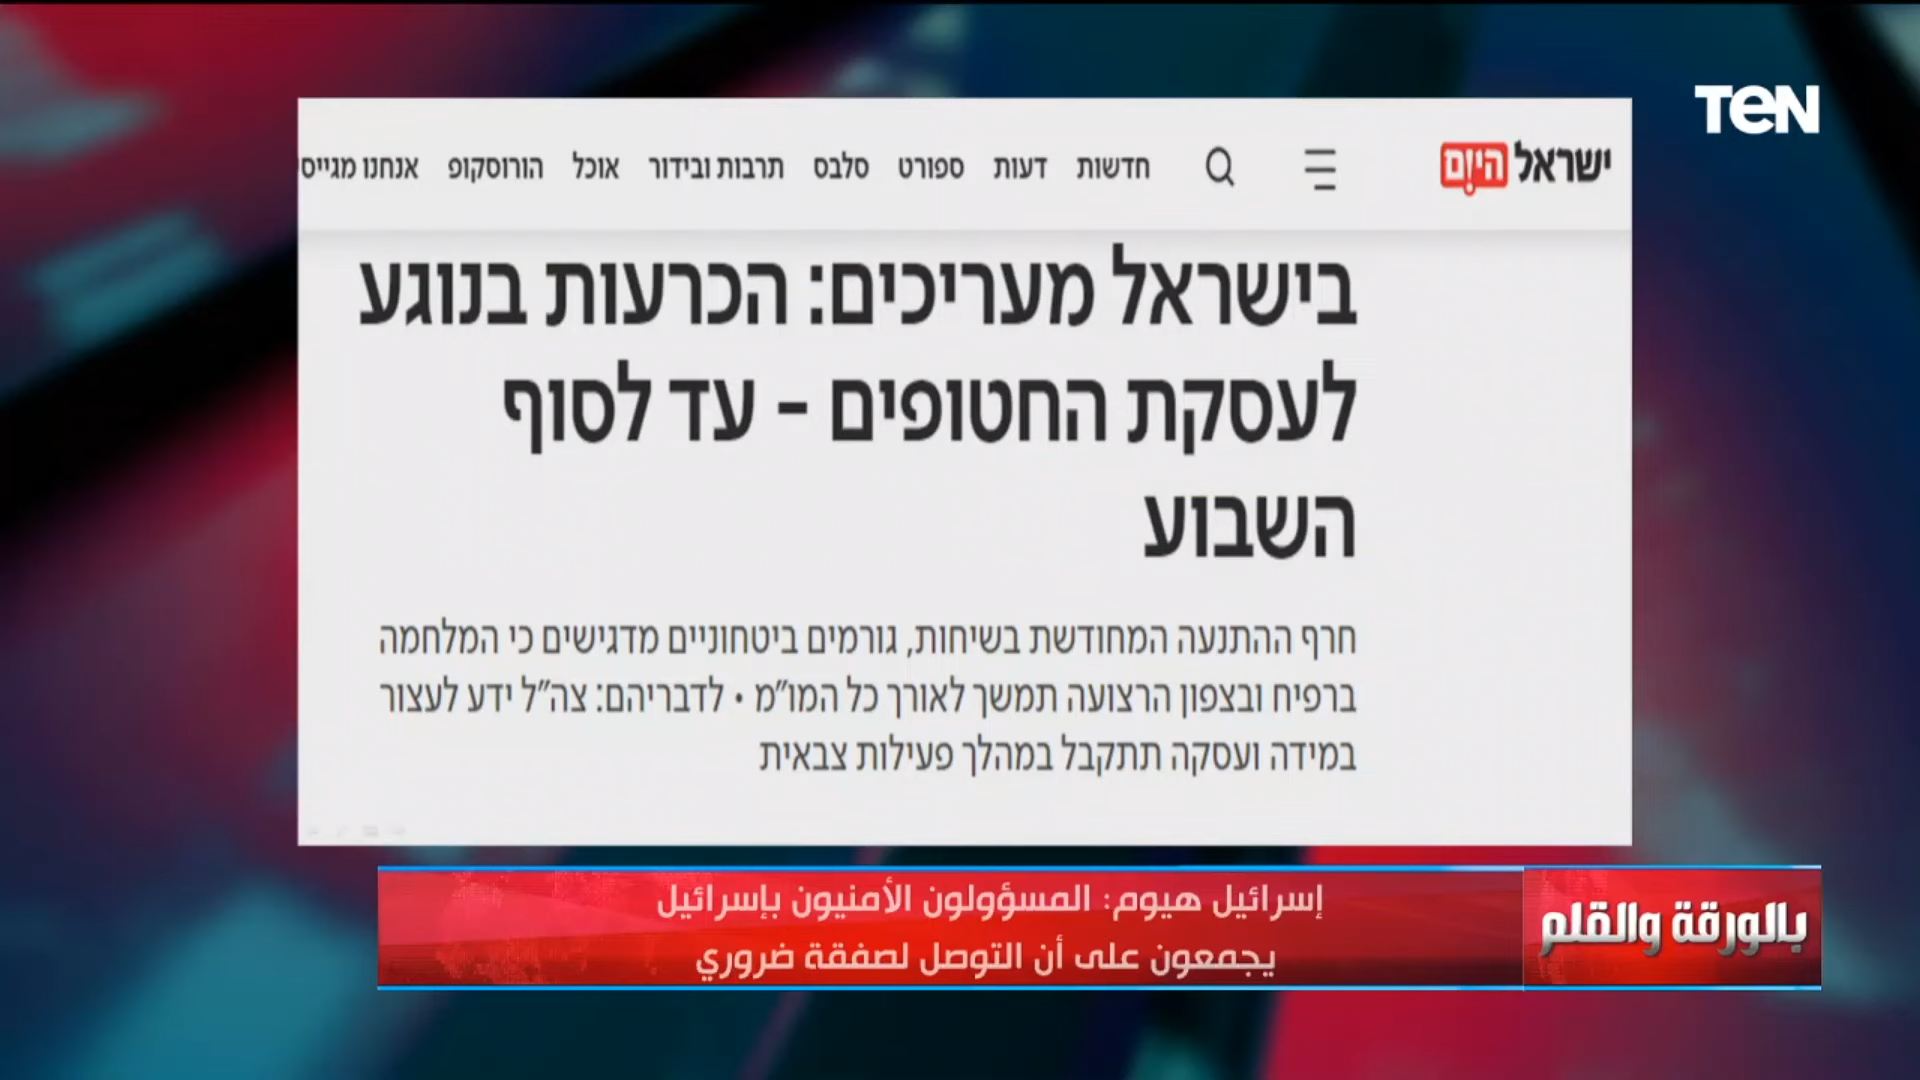 TeN
ישראל היום
חדשות דעות ספורט סלבס תרבות ובידור אוכל הורוסקופ אנחנו מגייסי
בישראל מעריכים: הכרעות בנוגע
לעסקת החטופים - עד לסוף
השבוע
חרף ההתנעה המחודשת בשיחות, גורמים ביטחוניים מדגישים כי המלחמה
ברפיח ובצפון הרצועה תמשך לאורך כל המו"מ • לדבריהם: צה"ל ידע לעצור
במידה ועסקה תתקבל במהלך פעילות צבאית
إسرائيل هيوم: المسؤولون الأمنيون بإسرائيل
يجمعون على أن التوصل لصفقة ضروري
بالورقة والقلم